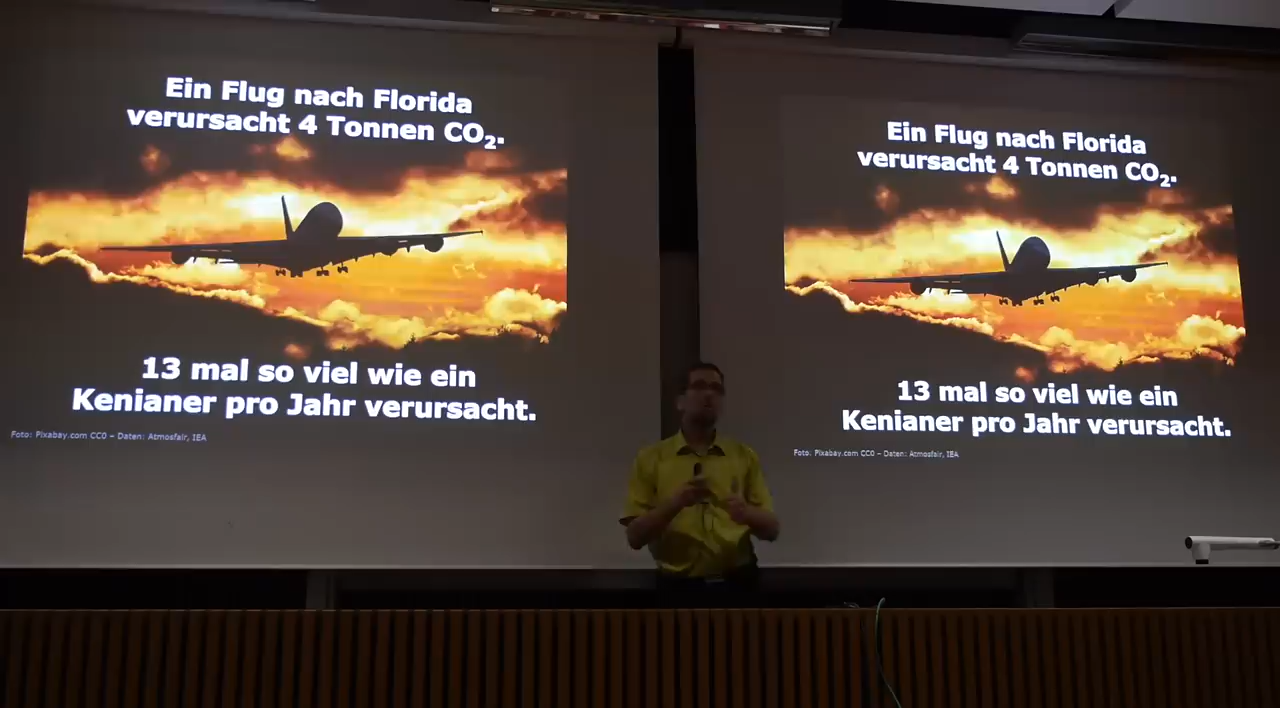 Ein Flug nach Florida
verursacht 4 Tonnen CO₂.
13 mal so viel wie ein
Kenianer pro Jahr verursacht.
Foto: Pixabay.com CC0 – Daten: Atmosfair, IEA
Ein Flug nach Florida
verursacht 4 Tonnen CO₂.
13 mal so viel wie ein
Kenianer pro Jahr verursacht.
Foto: Pixabay.com CC0 – Daten: Atmosfair, IEA